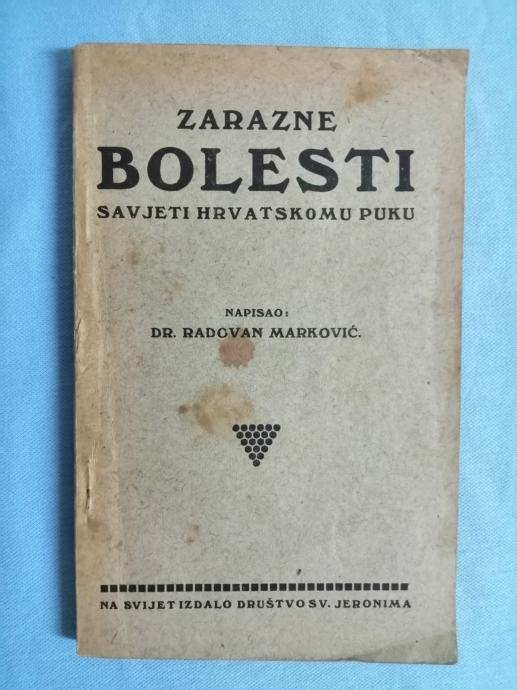 ZARAZNE
BOLESTI
SAVJETI HRVATSKOMU PUKU
NAPISAO:
DR. RADOVAN MARKOVIĆ.
NA SVIJET IZDALO DRUŠTVO SV. JERONIMA